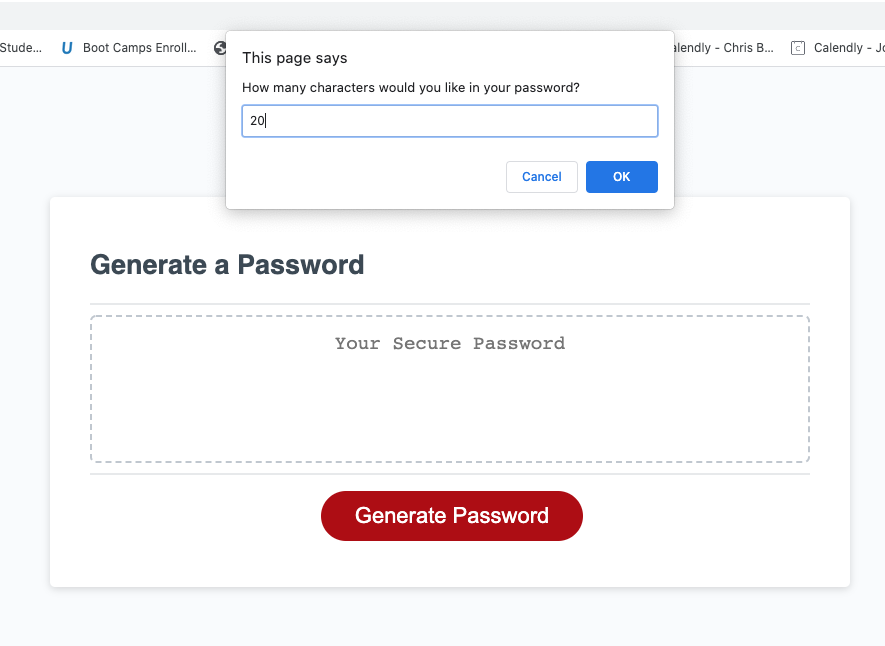 Stude... U Boot Camps Enroll... alendly - Chris B... C Calendly - Jo
This page says
How many characters would you like in your password?
20
Cancel OK
Generate a Password
Your Secure Password
Generate Password